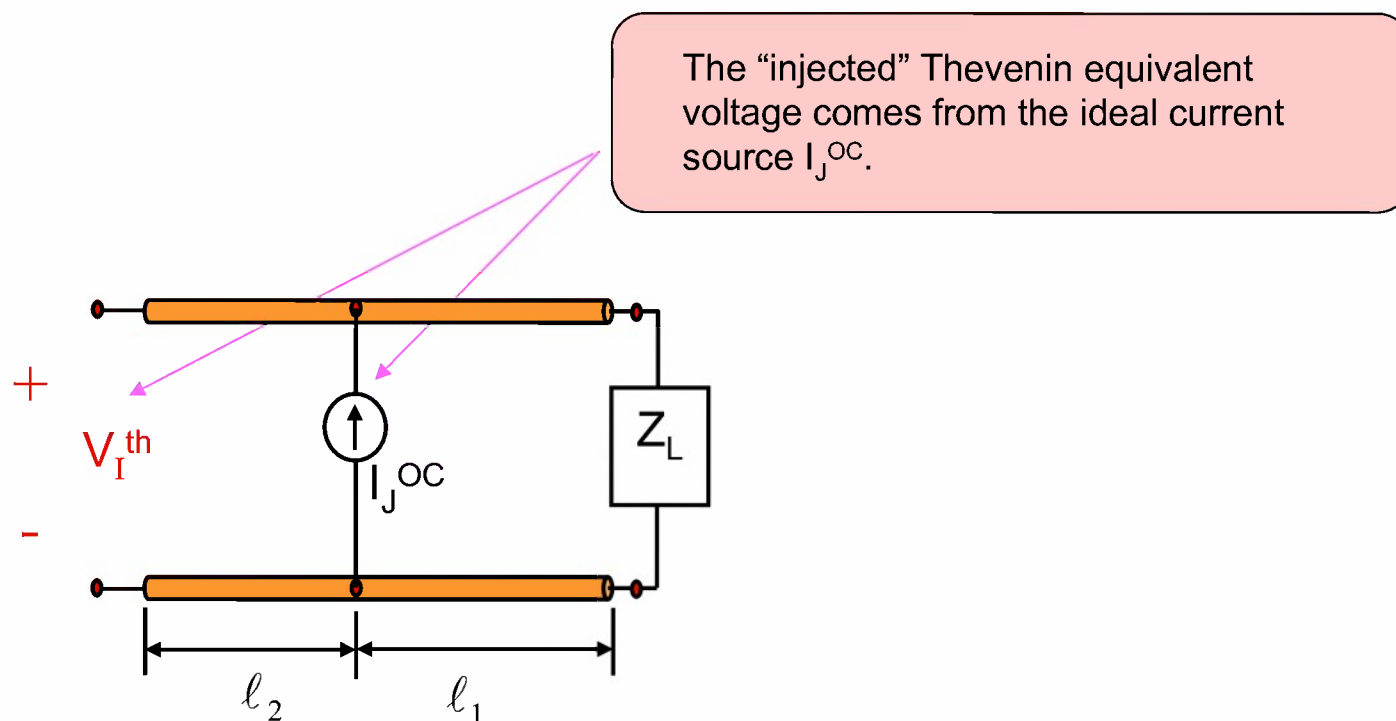 The “injected” Thevenin equivalent
voltage comes from the ideal current
source I_J^OC.
+
V_I^th
-
I_J^OC
Z_L
ℓ_2
ℓ_1